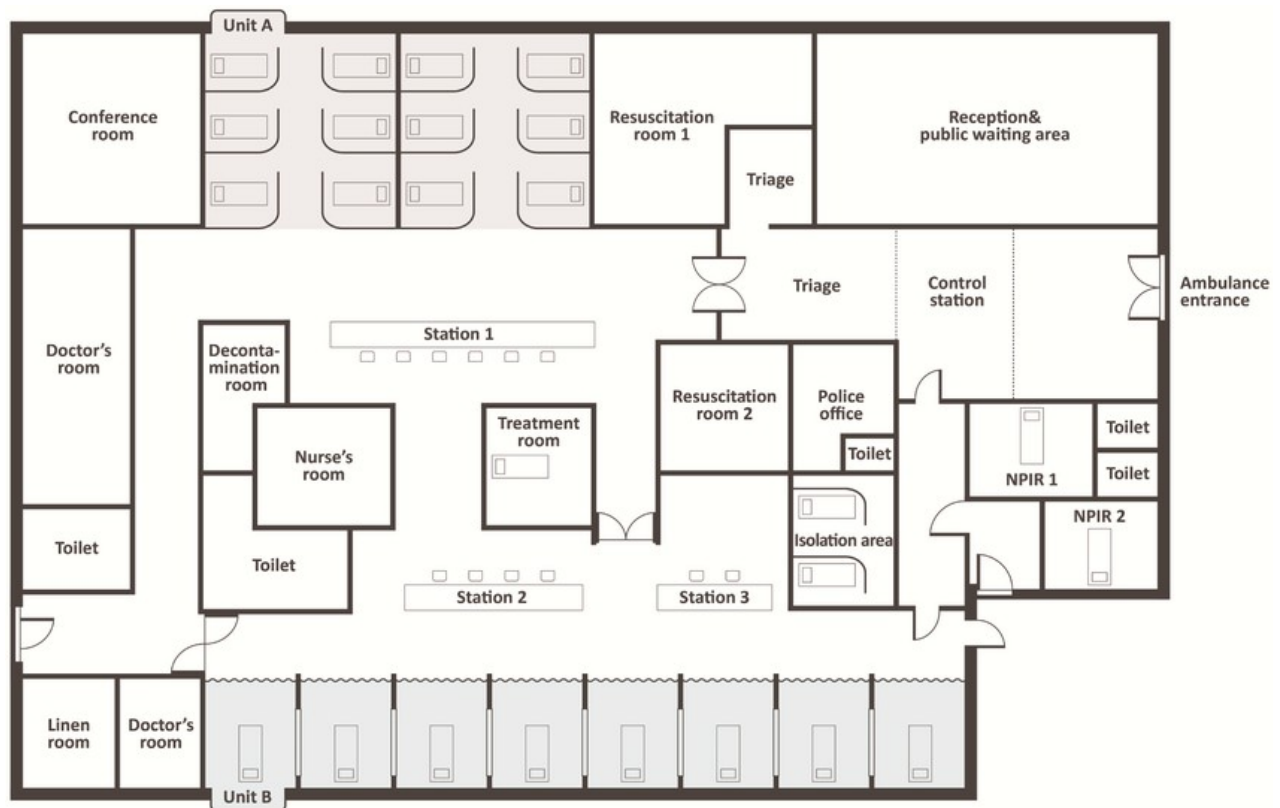 Unit A
Conference
room
Resuscitation
room 1
Triage
Reception&
public waiting area
Triage
Control
station
Ambulance
entrance
Doctor's
room
Deconta-
mination
room
Station 1
Nurse's
room
Treatment
room
Resuscitation
room 2
Police
office
Toilet
NPIR 1
Toilet
Toilet
NPIR 2
Toilet
Toilet
Isolation area
Station 2
Station 3
Linen
room
Doctor's
room
Unit B